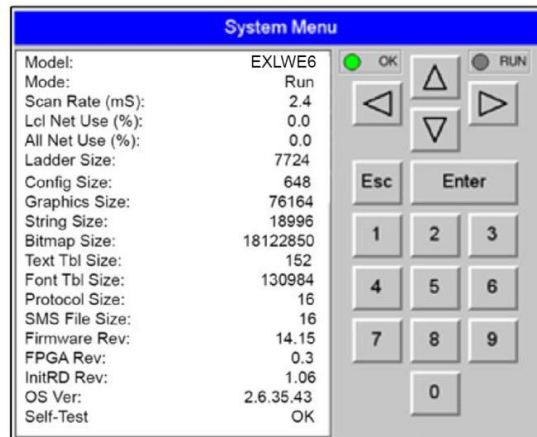 System Menu
Model: EXLWE6
Mode: Run
Scan Rate (mS): 2.4
Lcl Net Use (%): 0.0
All Net Use (%): 0.0
Ladder Size: 7724
Config Size: 648
Graphics Size: 76164
String Size: 18996
Bitmap Size: 18122850
Text Tbl Size: 152
Font Tbl Size: 130984
Protocol Size: 16
SMS File Size: 16
Firmware Rev: 14.15
FPGA Rev: 0.3
InitRD Rev: 1.06
OS Ver: 2.6.35.43
Self-Test OK
OK RUN
Esc Enter
1 2 3
4 5 6
7 8 9
0